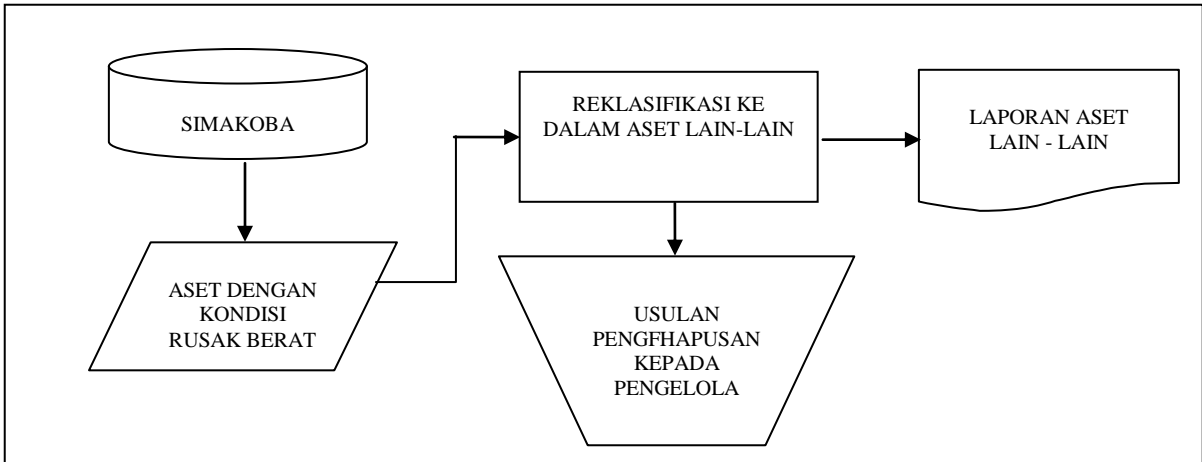 SIMAKOBA
ASET DENGAN
KONDISI
RUSAK BERAT
REKLASIFIKASI KE
DALAM ASET LAIN-LAIN
USULAN
PENGFHAPUSAN
KEPADA
PENGELOLA
LAPORAN ASET
LAIN - LAIN